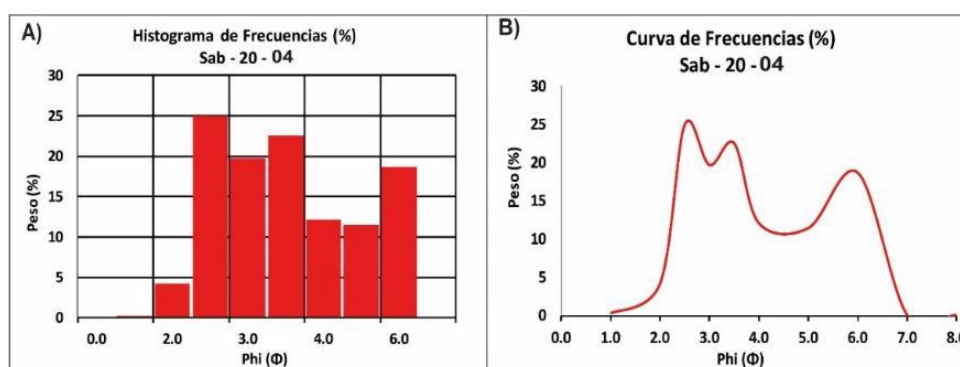 A)
Histograma de Frecuencias (%)
Sab - 20 - 04
30
25
20
15
10
5
0
Peso (%)
0.0 2.0 3.0 4.0 6.0
Phi (Φ)
B)
Curva de Frecuencias (%)
Sab - 20 - 04
30
25
20
15
10
5
0
Peso (%)
0.0 1.0 2.0 3.0 4.0 5.0 6.0 7.0 8.0
Phi (Φ)